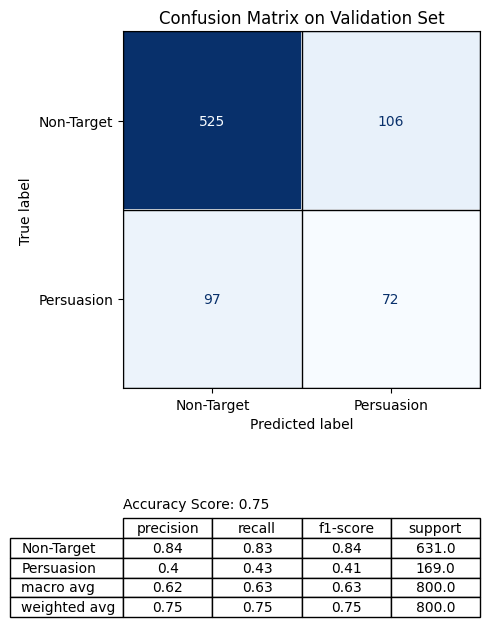 Confusion Matrix on Validation Set
True label
Non-Target 525 106
Persuasion 97 72
Non-Target Persuasion
Predicted label
Accuracy Score: 0.75
precision recall f1-score support
Non-Target 0.84 0.83 0.84 631.0
Persuasion 0.4 0.43 0.41 169.0
macro avg 0.62 0.63 0.63 800.0
weighted avg 0.75 0.75 0.75 800.0